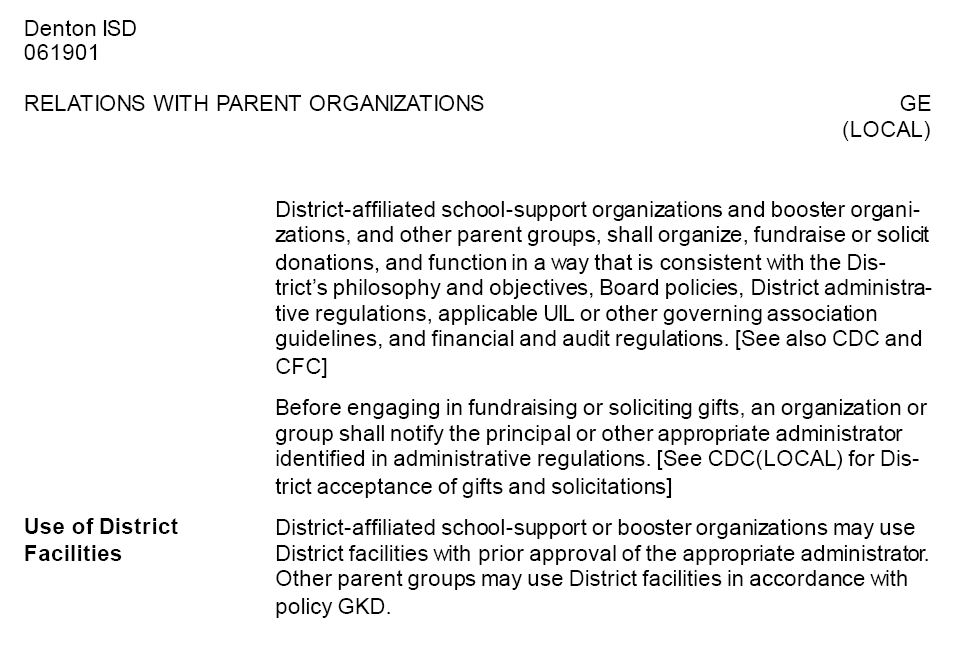 Denton ISD
061901
RELATIONS WITH PARENT ORGANIZATIONS GE
(LOCAL)
District-affiliated school-support organizations and booster organi-
zations, and other parent groups, shall organize, fundraise or solicit
donations, and function in a way that is consistent with the Dis-
trict's philosophy and objectives, Board policies, District administra-
tive regulations, applicable UIL or other governing association
guidelines, and financial and audit regulations. [See also CDC and
CFC]
Before engaging in fundraising or soliciting gifts, an organization or
group shall notify the principal or other appropriate administrator
identified in administrative regulations. [See CDC(LOCAL) for Dis-
trict acceptance of gifts and solicitations]
Use of District
Facilities
District-affiliated school-support or booster organizations may use
District facilities with prior approval of the appropriate administrator.
Other parent groups may use District facilities in accordance with
policy GKD.